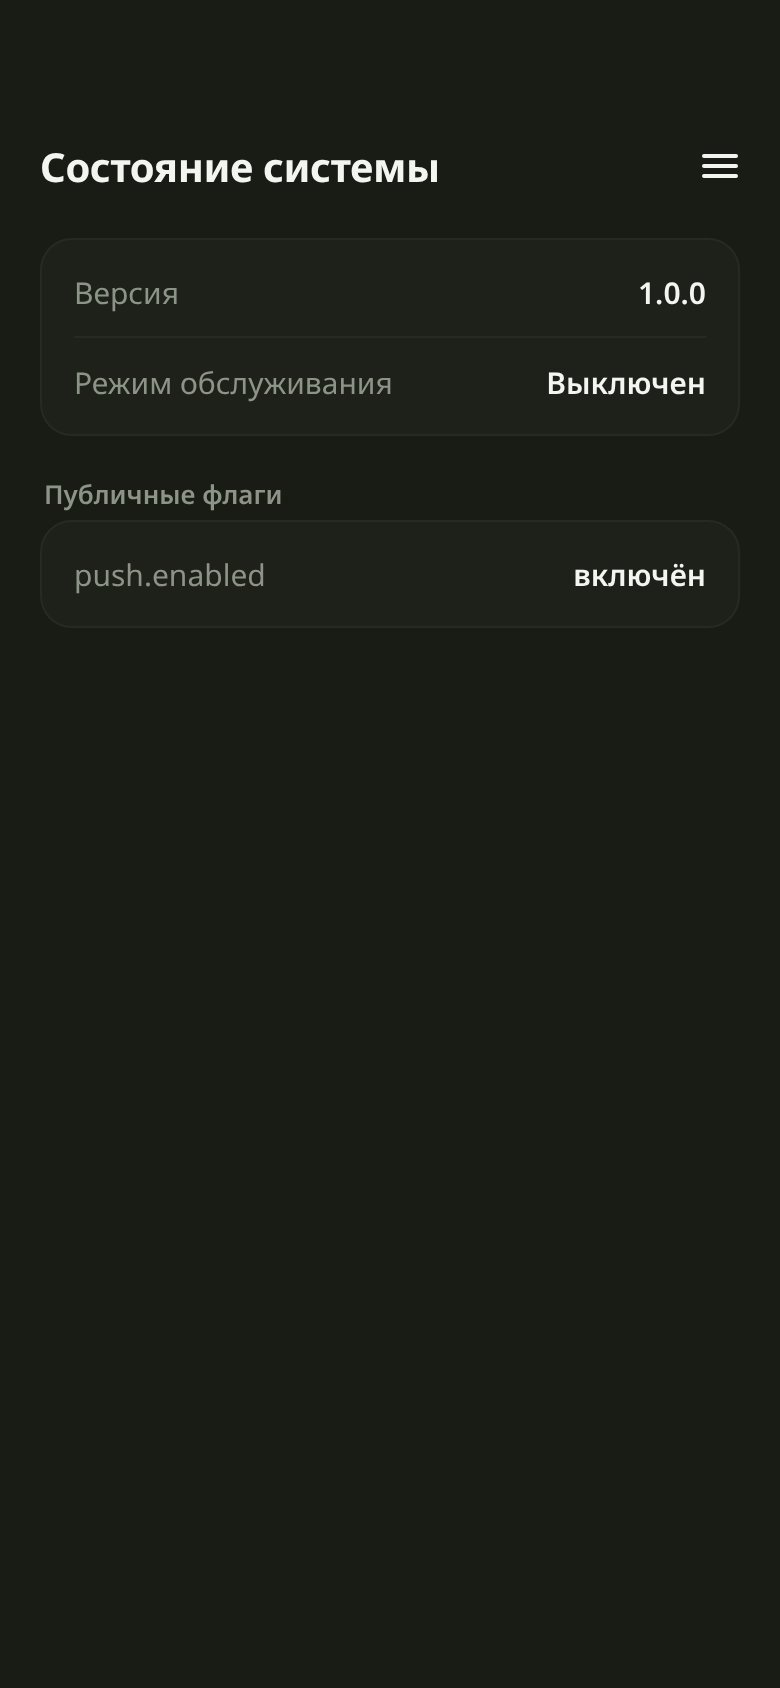 Состояние системы
Версия 1.0.0
Режим обслуживания Выключен
Публичные флаги
push.enabled включён